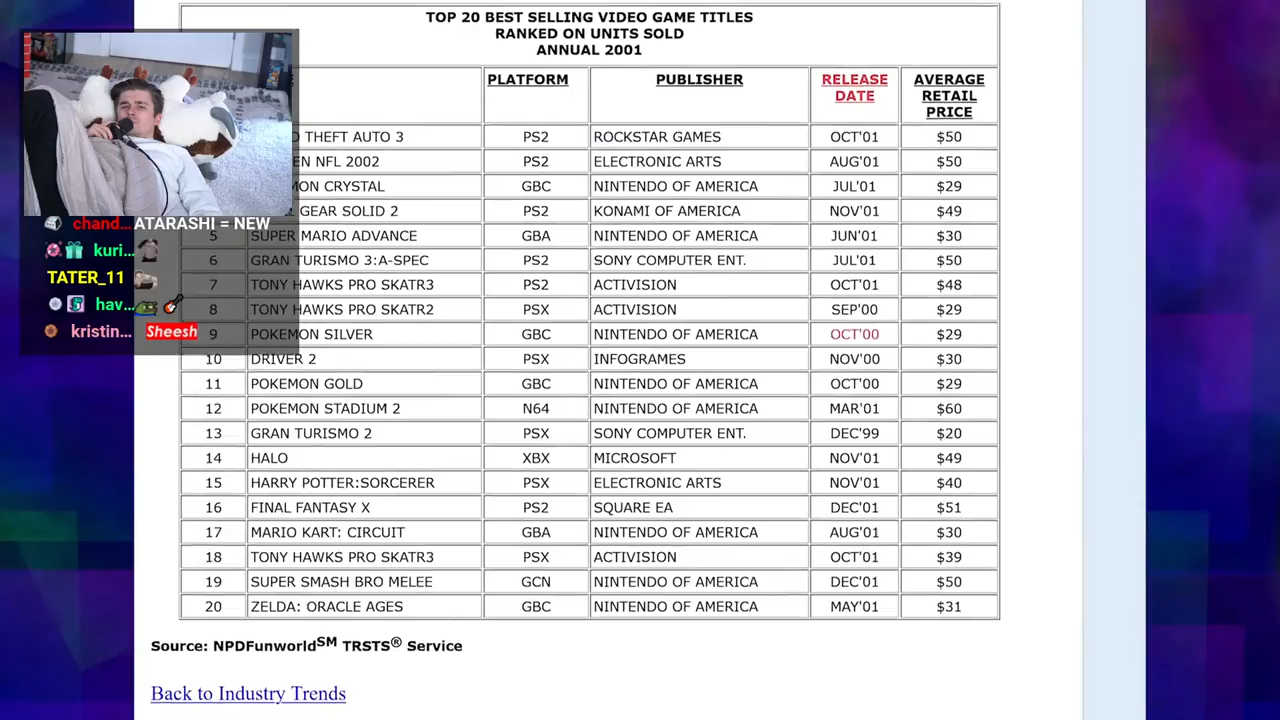 TOP 20 BEST SELLING VIDEO GAME TITLES
RANKED ON UNITS SOLD
ANNUAL 2001
PLATFORM PUBLISHER RELEASE DATE AVERAGE RETAIL PRICE
THEFT AUTO 3 PS2 ROCKSTAR GAMES OCT'01 $50
EN NFL 2002 PS2 ELECTRONIC ARTS AUG'01 $50
MON CRYSTAL GBC NINTENDO OF AMERICA JUL'01 $29
GEAR SOLID 2 PS2 KONAMI OF AMERICA NOV'01 $49
5 SUPER MARIO ADVANCE GBA NINTENDO OF AMERICA JUN'01 $30
6 GRAN TURISMO 3:A-SPEC PS2 SONY COMPUTER ENT. JUL'01 $50
7 TONY HAWKS PRO SKATR3 PS2 ACTIVISION OCT'01 $48
8 TONY HAWKS PRO SKATR2 PSX ACTIVISION SEP'00 $29
9 POKEMON SILVER GBC NINTENDO OF AMERICA OCT'00 $29
10 DRIVER 2 PSX INFOGRAMES NOV'00 $30
11 POKEMON GOLD GBC NINTENDO OF AMERICA OCT'00 $29
12 POKEMON STADIUM 2 N64 NINTENDO OF AMERICA MAR'01 $60
13 GRAN TURISMO 2 PSX SONY COMPUTER ENT. DEC'99 $20
14 HALO XBX MICROSOFT NOV'01 $49
15 HARRY POTTER:SORCERER PSX ELECTRONIC ARTS NOV'01 $40
16 FINAL FANTASY X PS2 SQUARE EA DEC'01 $51
17 MARIO KART: CIRCUIT GBA NINTENDO OF AMERICA AUG'01 $30
18 TONY HAWKS PRO SKATR3 PSX ACTIVISION OCT'01 $39
19 SUPER SMASH BRO MELEE GCN NINTENDO OF AMERICA DEC'01 $50
20 ZELDA: ORACLE AGES GBC NINTENDO OF AMERICA MAY'01 $31
Source: NPDFunworldSM TRSTS® Service
Back to Industry Trends
chand... ATARASHI = NEW
kuri...
TATER_11
hav...
kristin... Sheesh